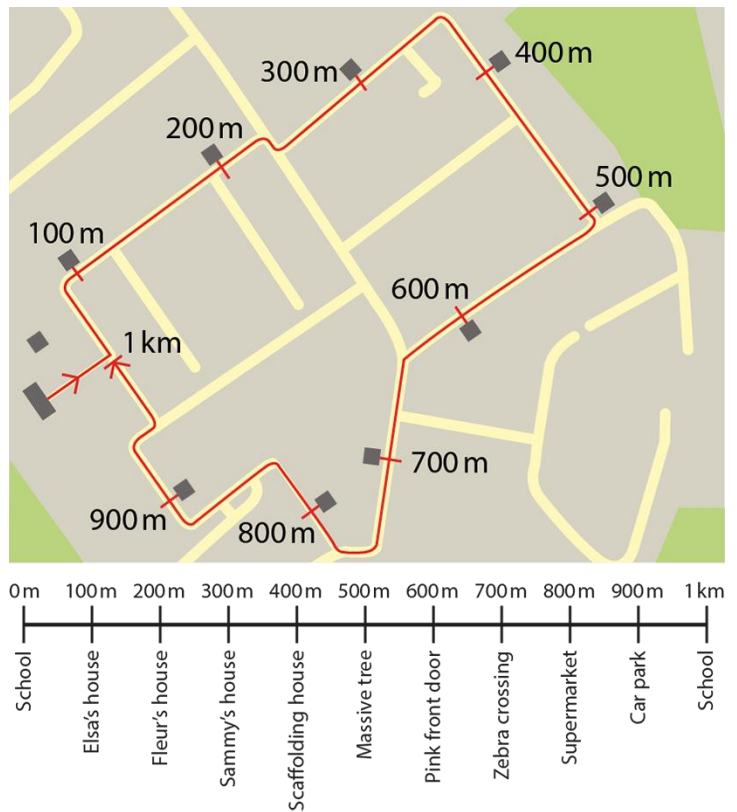 400 m
300 m
200 m
500 m
100 m
600 m
1 km
700 m
900 m
800 m
0 m 100 m 200 m 300 m 400 m 500 m 600 m 700 m 800 m 900 m 1 km
School
Elsa's house
Fleur's house
Sammy's house
Scaffolding house
Massive tree
Pink front door
Zebra crossing
Supermarket
Car park
School